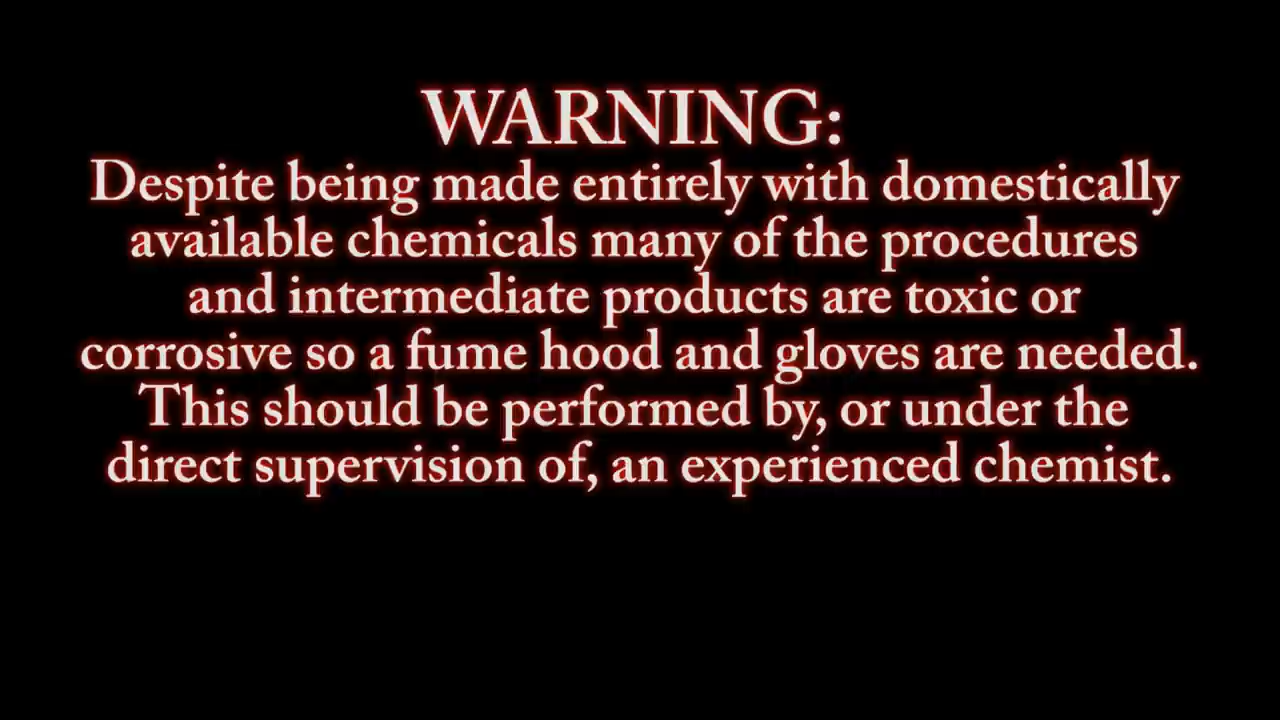 WARNING:
Despite being made entirely with domestically
available chemicals many of the procedures
and intermediate products are toxic or
corrosive so a fume hood and gloves are needed.
This should be performed by, or under the
direct supervision of, an experienced chemist.